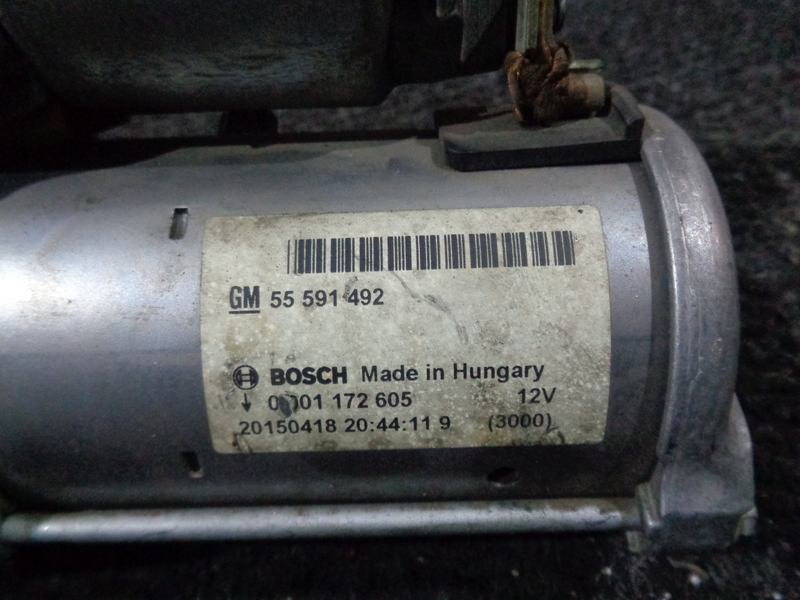 GM 55 591 492
BOSCH Made in Hungary
↓ 0 001 172 605 12V
20150418 20:44:11 9 (3000)